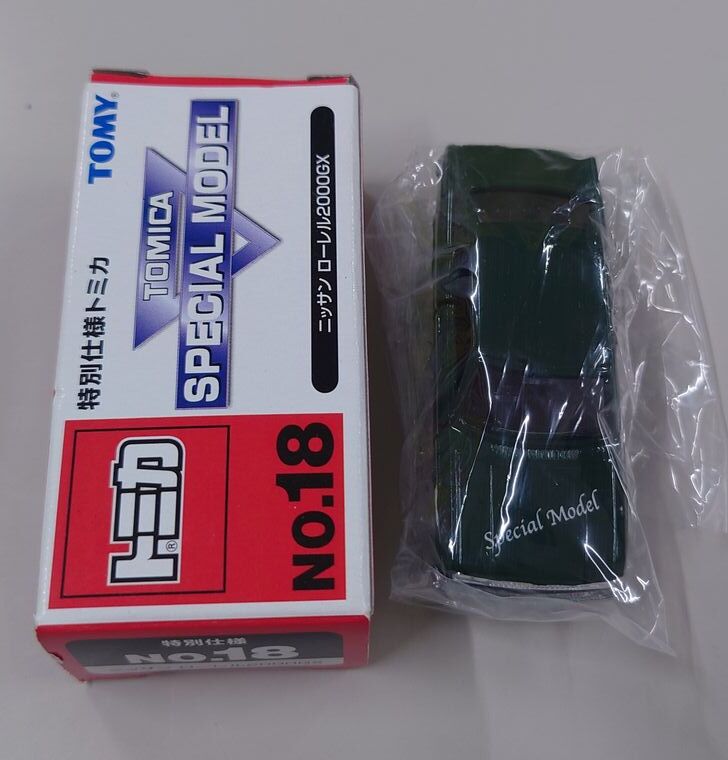 TOMY®
特別仕様トミカ
TOMICA
SPECIAL MODEL
ニッサン ローレル2000GX
トミカ®
NO.18
特別仕様
NO.18
Special Model